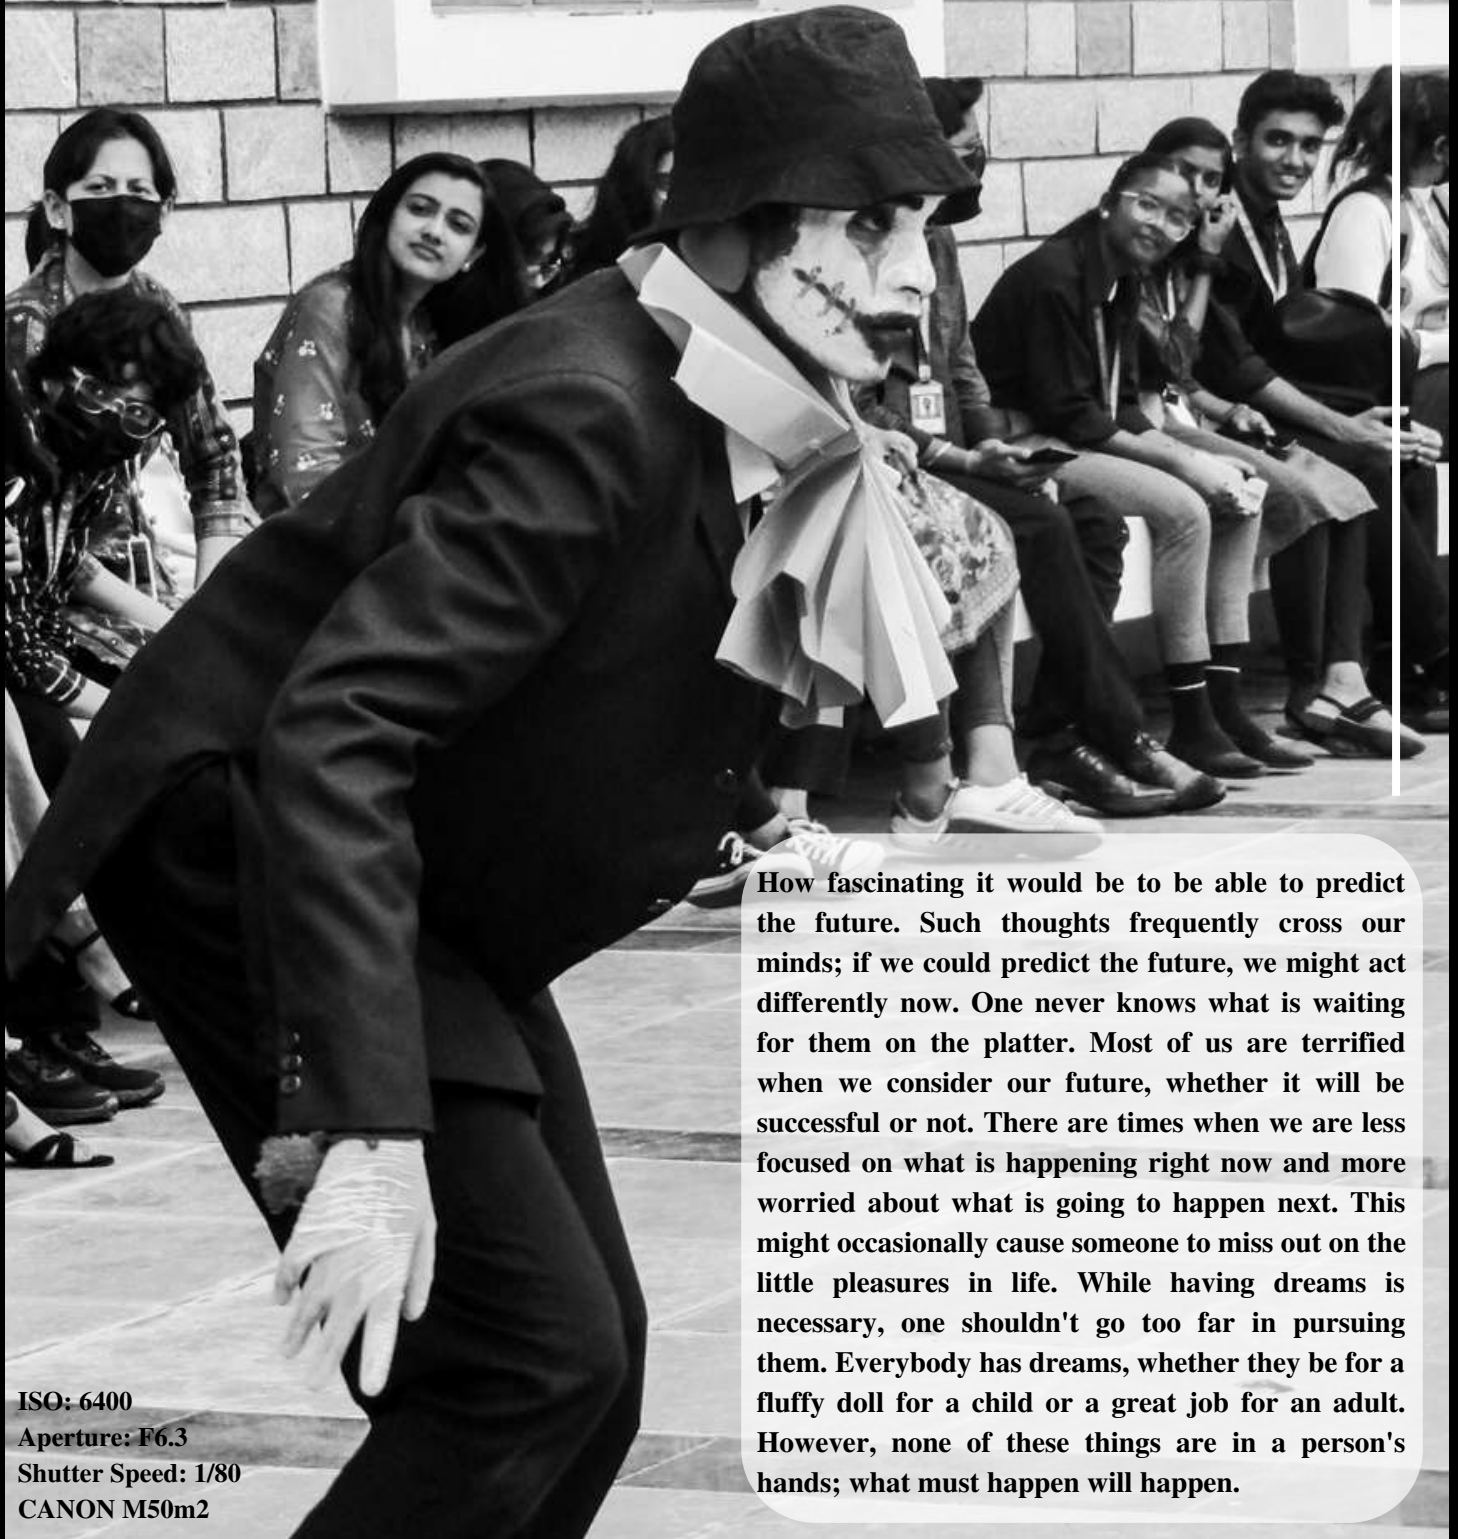 How fascinating it would be to be able to predict
the future. Such thoughts frequently cross our
minds; if we could predict the future, we might act
differently now. One never knows what is waiting
for them on the platter. Most of us are terrified
when we consider our future, whether it will be
successful or not. There are times when we are less
focused on what is happening right now and more
worried about what is going to happen next. This
might occasionally cause someone to miss out on the
little pleasures in life. While having dreams is
necessary, one shouldn't go too far in pursuing
them. Everybody has dreams, whether they be for a
fluffy doll for a child or a great job for an adult.
However, none of these things are in a person's
hands; what must happen will happen.
ISO: 6400
Aperture: F6.3
Shutter Speed: 1/80
CANON M50m2